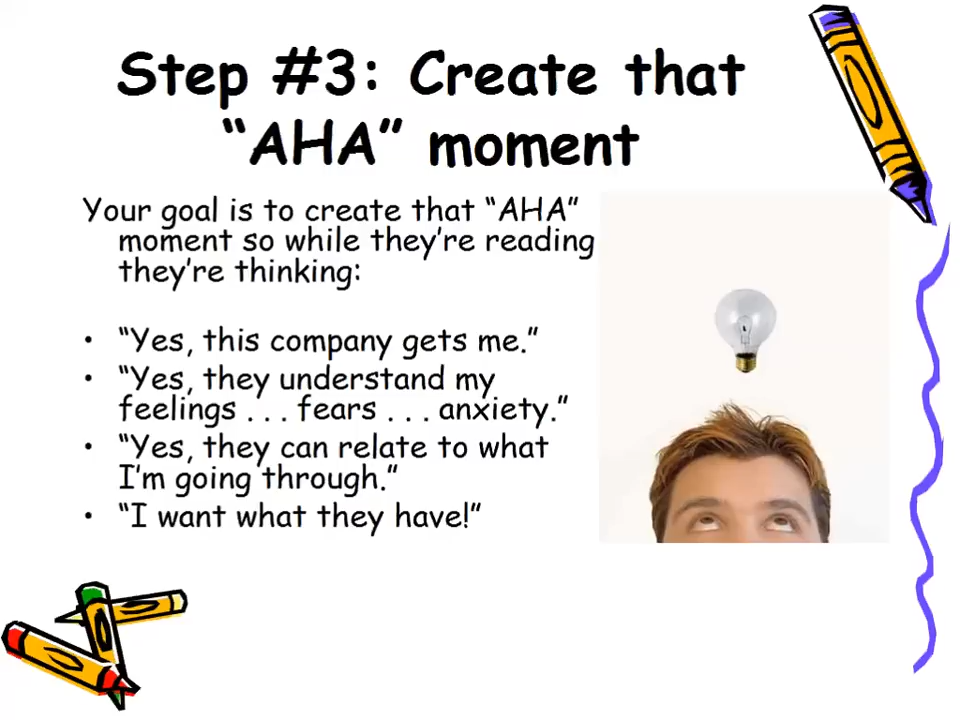 Step #3: Create that
“AHA” moment
Your goal is to create that “AHA”
moment so while they’re reading
they’re thinking:
• “Yes, this company gets me.”
• “Yes, they understand my
feelings . . . fears . . . anxiety.”
• “Yes, they can relate to what
I’m going through.”
• “I want what they have!”